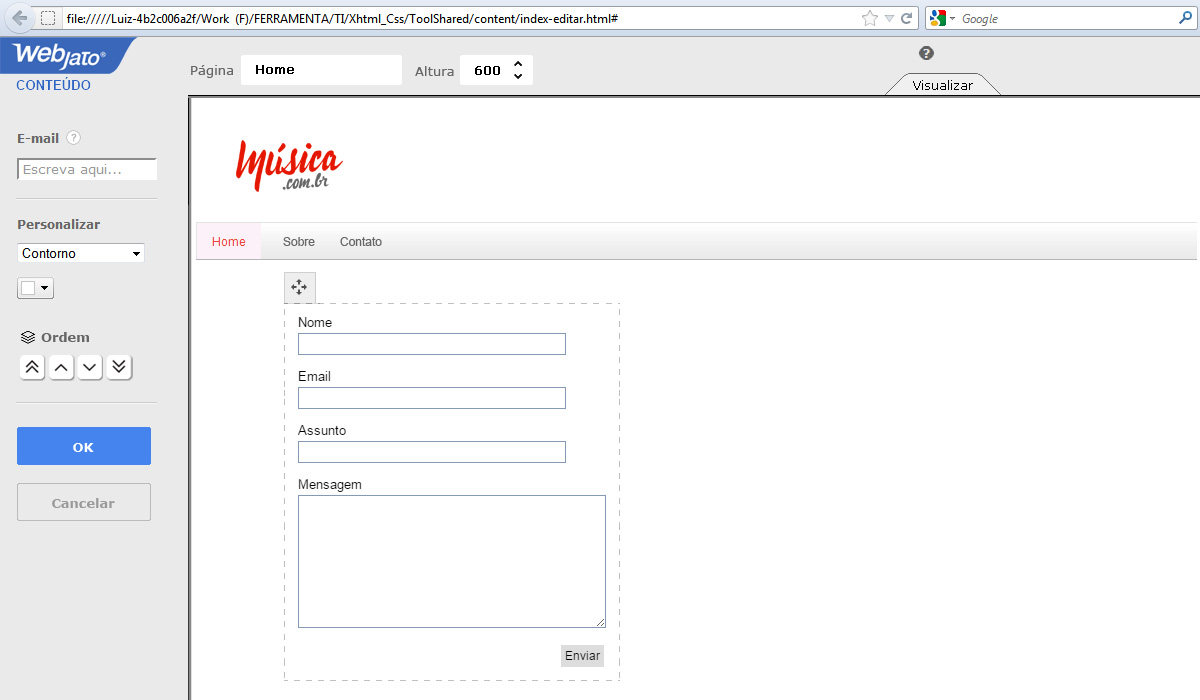 file://///Luiz-4b2c006a2f/Work (F)/FERRAMENTA/TI/Xhtml_Css/ToolShared/content/index-editar.html#
Google
Webjato®
CONTEÚDO
Página Home Altura 600
?
Visualizar
E-mail ?
Escreva aqui...
Personalizar
Contorno
Ordem
OK
Cancelar
Música
.com.br
Home Sobre Contato
Nome
Email
Assunto
Mensagem
Enviar